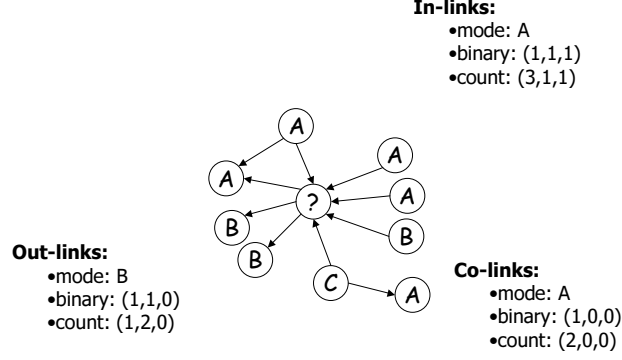 In-links:
•mode: A
•binary: (1,1,1)
•count: (3,1,1)
A
A
A
A
?
B
B
B
C
A
Out-links:
•mode: B
•binary: (1,1,0)
•count: (1,2,0)
Co-links:
•mode: A
•binary: (1,0,0)
•count: (2,0,0)